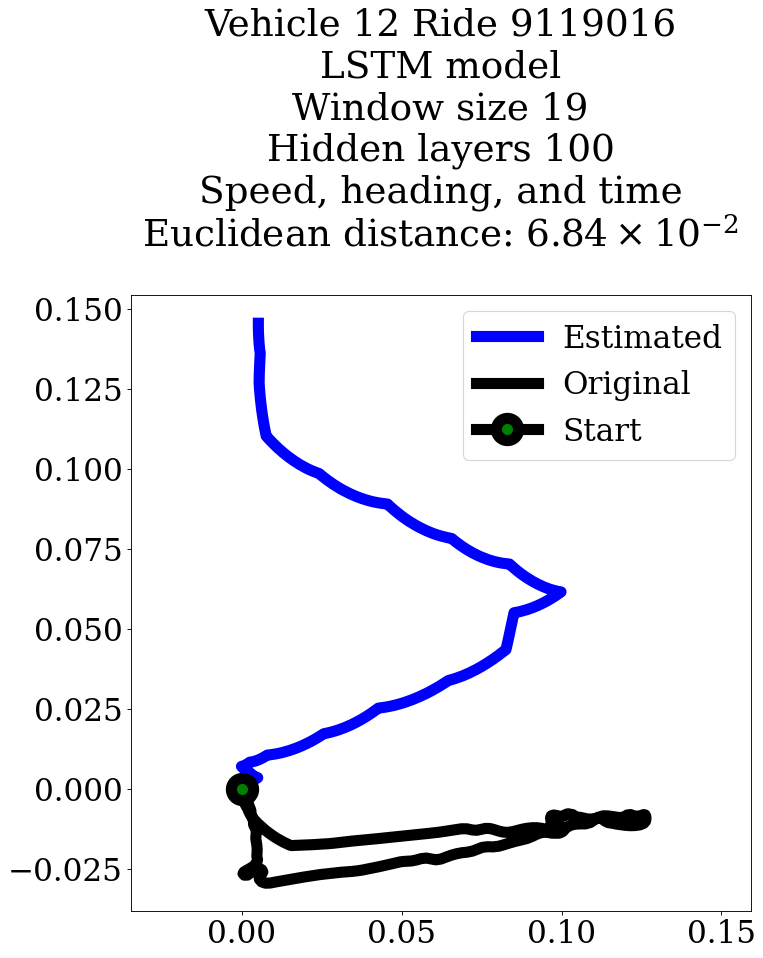 Vehicle 12 Ride 9119016
LSTM model
Window size 19
Hidden layers 100
Speed, heading, and time
Euclidean distance: 6.84 × 10⁻²
0.150
0.125
0.100
0.075
0.050
0.025
0.000
−0.025
Estimated
Original
Start
0.00 0.05 0.10 0.15